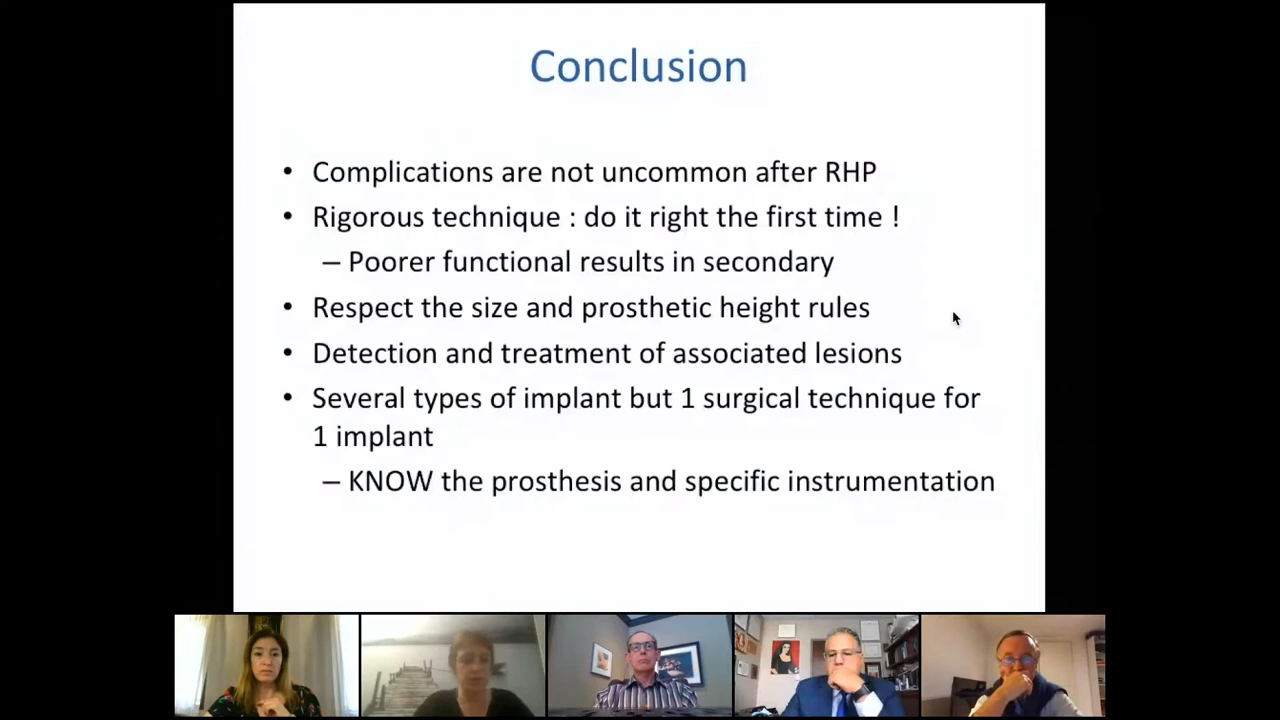 Conclusion
• Complications are not uncommon after RHP
• Rigorous technique : do it right the first time !
– Poorer functional results in secondary
• Respect the size and prosthetic height rules
• Detection and treatment of associated lesions
• Several types of implant but 1 surgical technique for
1 implant
– KNOW the prosthesis and specific instrumentation